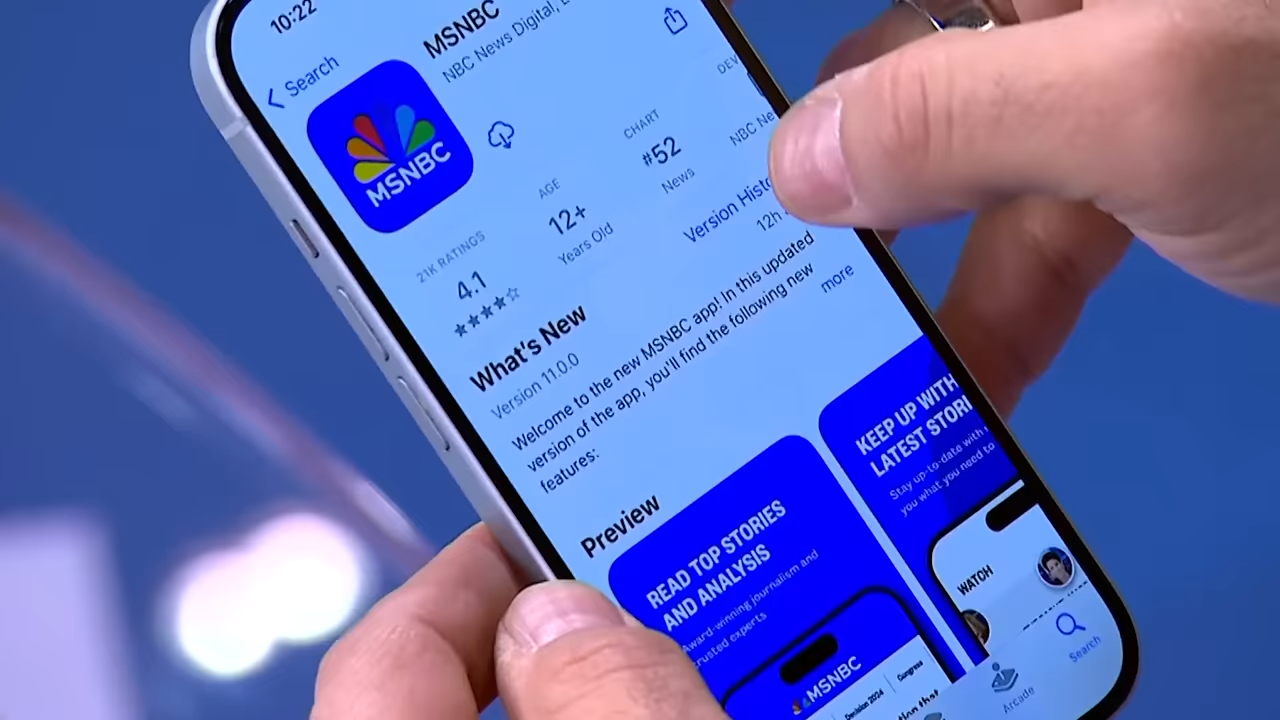 10:22
Search
MSNBC
NBC News Digital,
MSNBC
21K RATINGS
4.1
★★★★☆
AGE
12+
Years Old
CHART
#52
News
NBC
Version
12h
What's New
Version 11.0.0
Welcome to the new MSNBC app! In this updated
version of the app, you'll find the following new
features:
more
Preview
READ TOP STORIES
AND ANALYSIS
Award-winning journalism and
trusted experts
MSNBC
Decision 2024
Congress
KEEP UP WITH
LATEST
Stay up-to-date with
you what you need to
WATCH
Arcade
Search